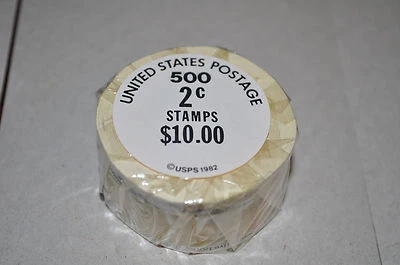 UNITED STATES POSTAGE
500
2c
STAMPS
$10.00
©USPS 1982